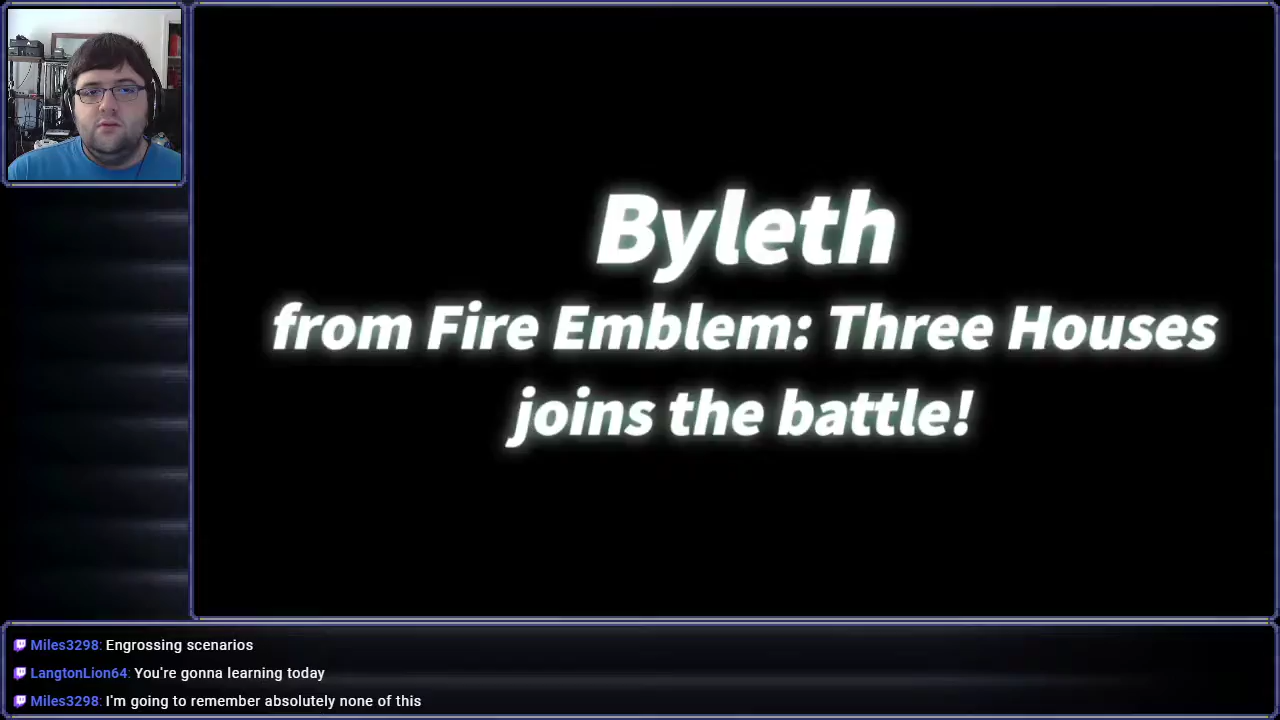 Byleth
from Fire Emblem: Three Houses
joins the battle!
Miles3298: Engrossing scenarios
LangtonLion64: You're gonna learning today
Miles3298: I'm going to remember absolutely none of this